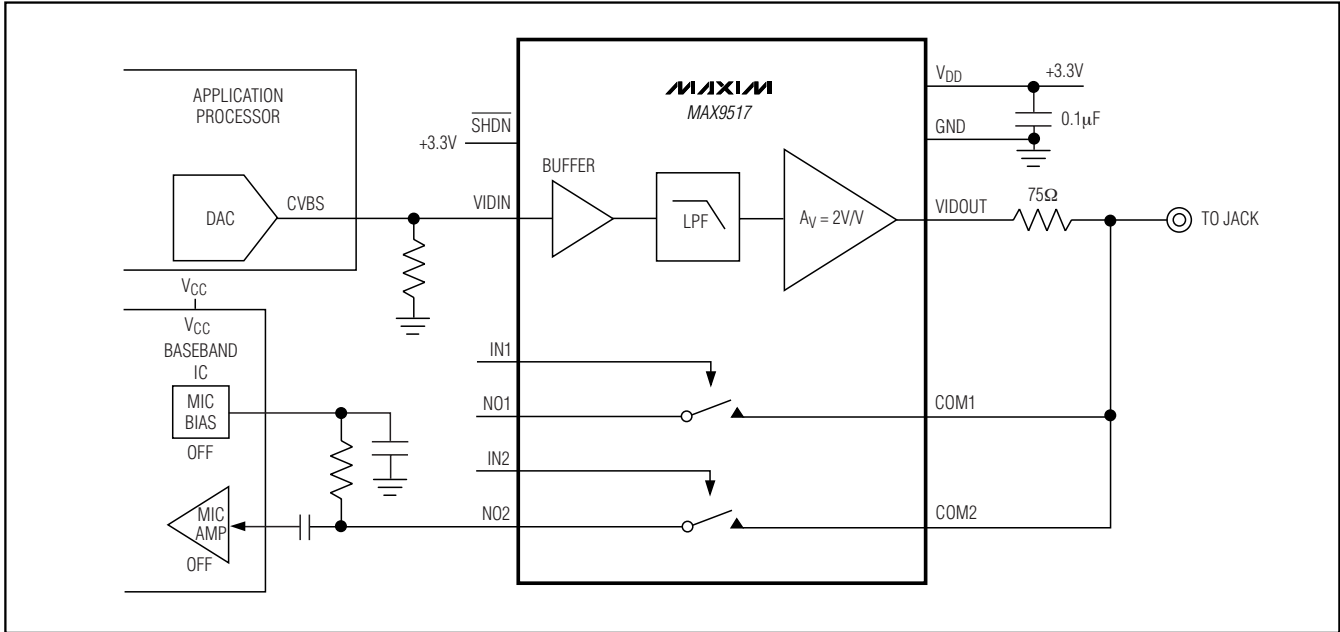 APPLICATION
PROCESSOR
DAC
CVBS
+3.3V
SHDN
VIDIN
MAXIM
MAX9517
BUFFER
LPF
AV = 2V/V
VDD
+3.3V
0.1µF
GND
VIDOUT
75Ω
TO JACK
VCC
VCC
BASEBAND
IC
MIC
BIAS
OFF
MIC
AMP
OFF
IN1
NO1
IN2
NO2
COM1
COM2